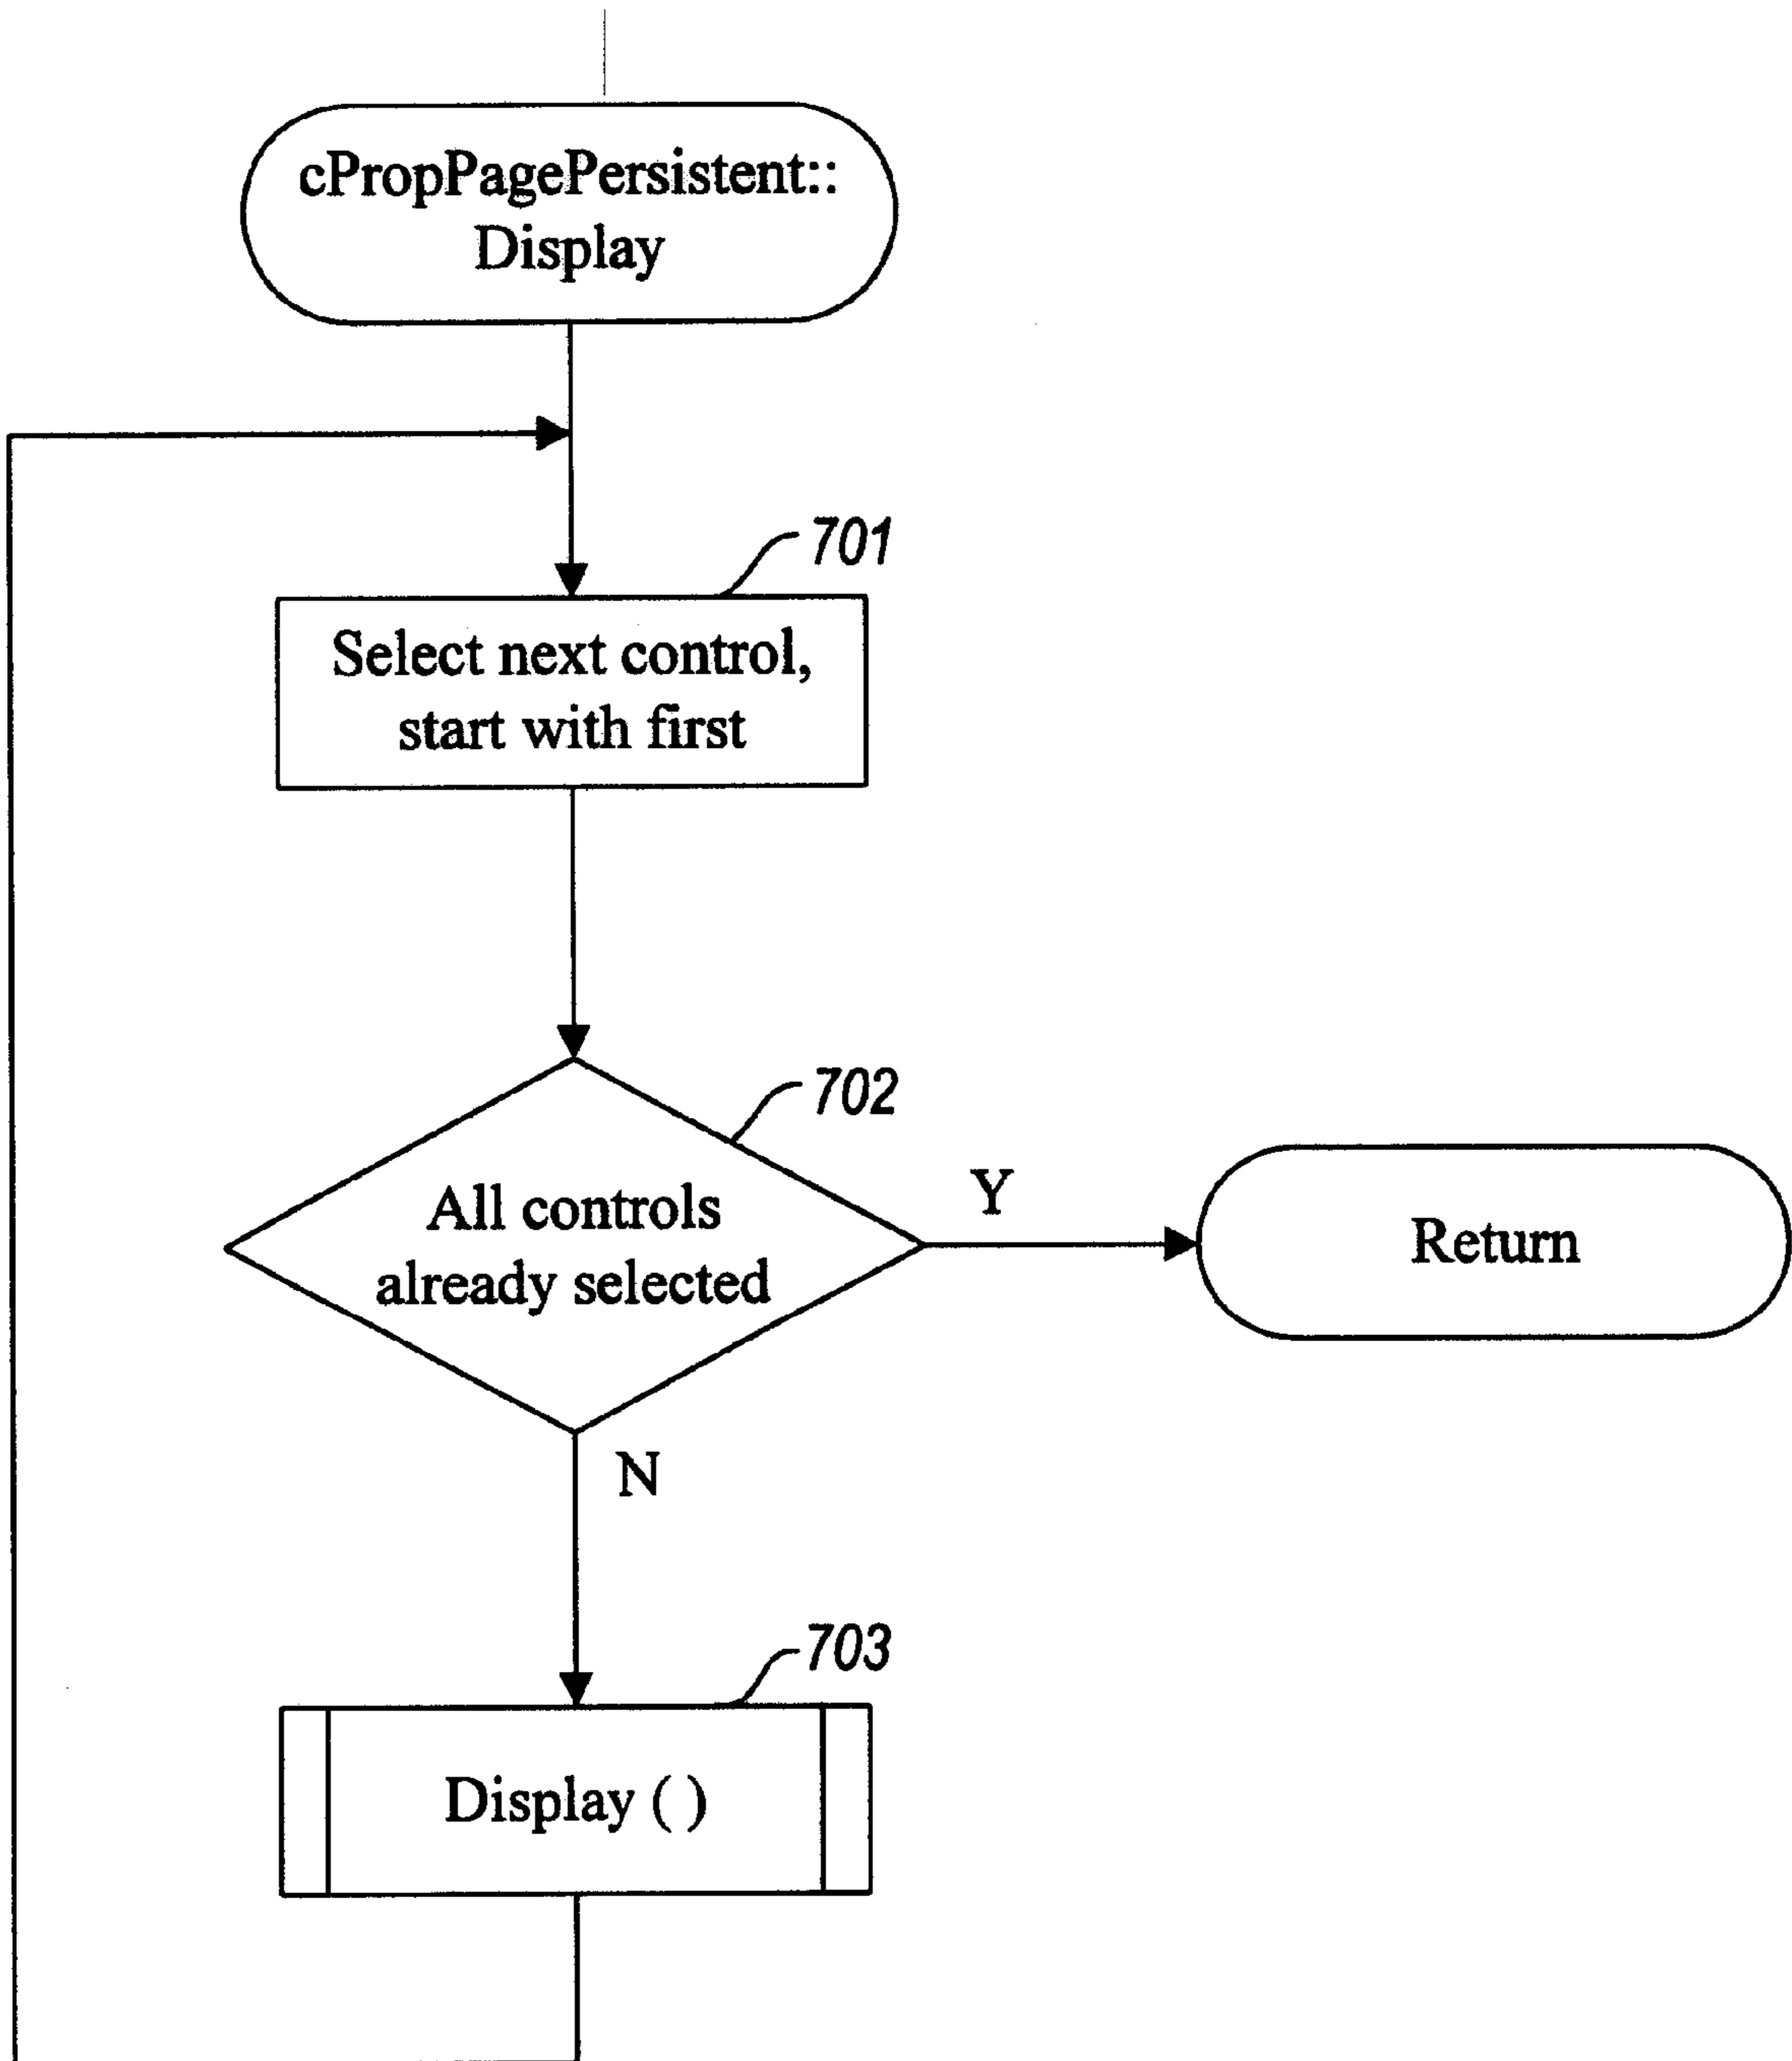 cPropPagePersistent::
Display
701
Select next control,
start with first
702
All controls
already selected
Y
Return
N
703
Display ( )